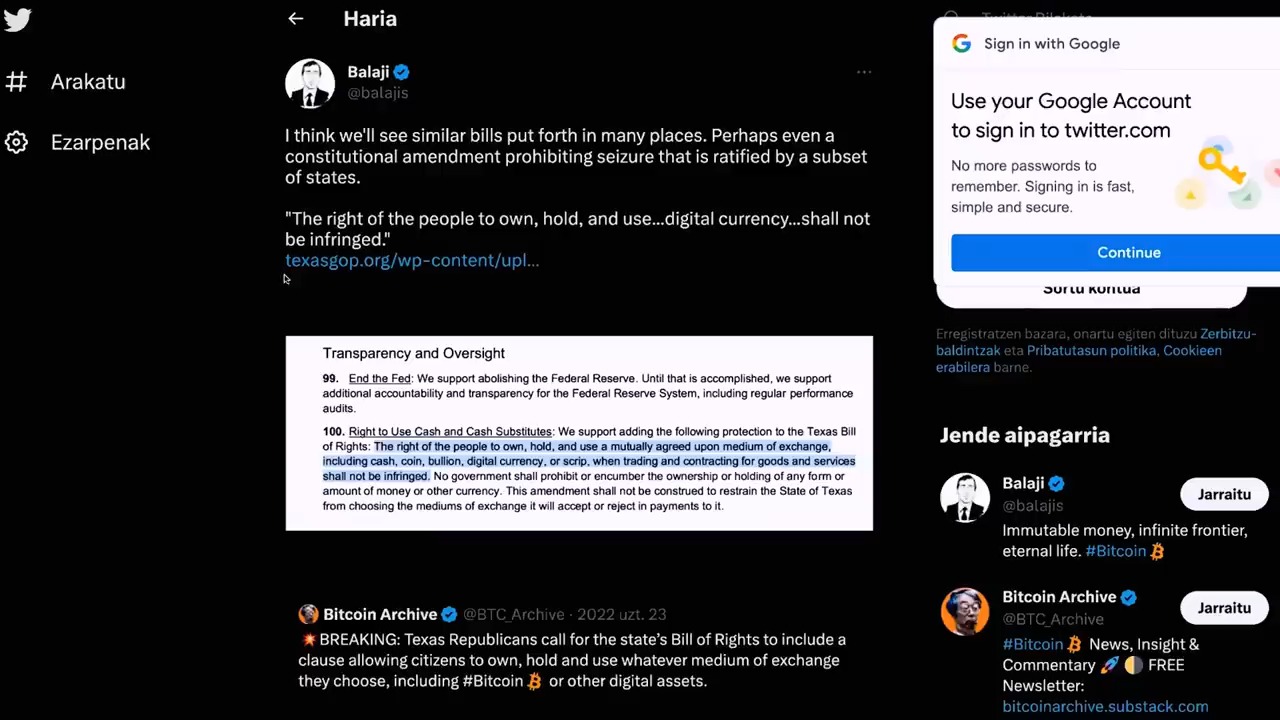 Haria
Arakatu
Ezarpenak
Balaji
@balajis
I think we'll see similar bills put forth in many places. Perhaps even a
constitutional amendment prohibiting seizure that is ratified by a subset
of states.
"The right of the people to own, hold, and use...digital currency...shall not
be infringed."
texasgop.org/wp-content/upl...
Transparency and Oversight
99. End the Fed: We support abolishing the Federal Reserve. Until that is accomplished, we support
additional accountability and transparency for the Federal Reserve System, including regular performance
audits.
100. Right to Use Cash and Cash Substitutes: We support adding the following protection to the Texas Bill
of Rights: The right of the people to own, hold, and use a mutually agreed upon medium of exchange,
including cash, coin, bullion, digital currency, or scrip, when trading and contracting for goods and services
shall not be infringed. No government shall prohibit or encumber the ownership or holding of any form or
amount of money or other currency. This amendment shall not be construed to restrain the State of Texas
from choosing the mediums of exchange it will accept or reject in payments to it.
Bitcoin Archive @BTC_Archive · 2022 uzt. 23
💥BREAKING: Texas Republicans call for the state's Bill of Rights to include a
clause allowing citizens to own, hold and use whatever medium of exchange
they choose, including #Bitcoin or other digital assets.
Twitter Bilaketa
Sign in with Google
Use your Google Account
to sign in to twitter.com
No more passwords to
remember. Signing in is fast,
simple and secure.
Continue
Sortu kontua
Erregistratzen bazara, onartu egiten dituzu Zerbitzu-
baldintzak eta Pribatutasun politika, Cookieen
erabilera barne.
Jende aipagarria
Balaji
@balajis
Jarraitu
Immutable money, infinite frontier,
eternal life. #Bitcoin
Bitcoin Archive
@BTC_Archive
Jarraitu
#Bitcoin News, Insight &
Commentary 🚀 🌗 FREE
Newsletter:
bitcoinarchive.substack.com